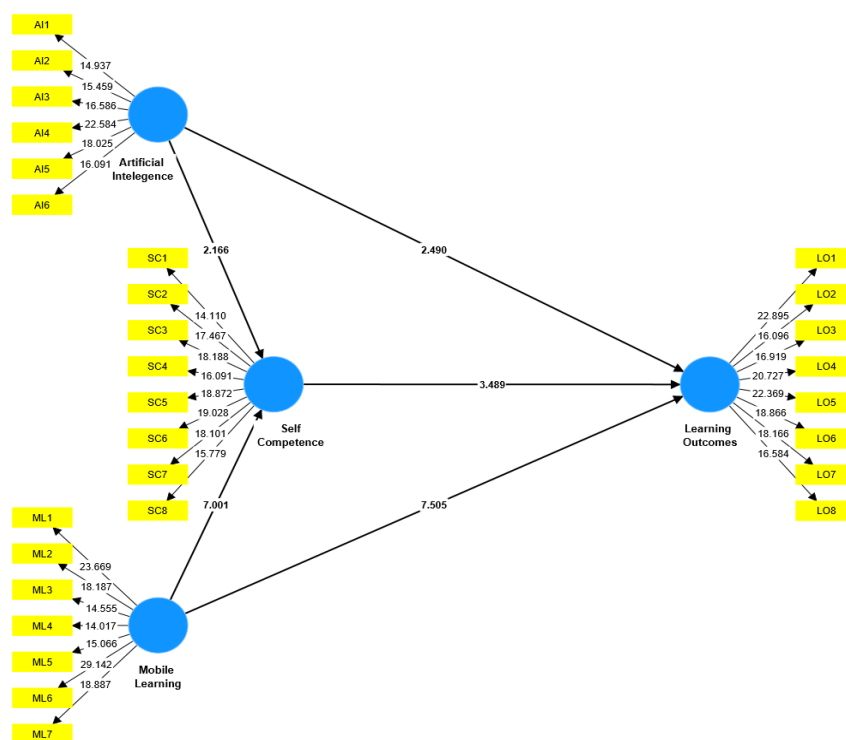 AI1
AI2
AI3
AI4
AI5
AI6
14.937
15.459
16.586
22.584
18.025
16.091
Artificial
Intelegence
2.166
2.490
SC1
SC2
SC3
SC4
SC5
SC6
SC7
SC8
14.110
17.467
18.188
16.091
18.872
19.028
18.101
15.779
Self
Competence
3.489
LO1
LO2
LO3
LO4
LO5
LO6
LO7
LO8
22.895
16.096
16.919
20.727
22.369
18.866
18.166
16.584
Learning
Outcomes
7.001
7.505
ML1
ML2
ML3
ML4
ML5
ML6
ML7
23.669
18.187
14.555
14.017
15.066
29.142
18.887
Mobile
Learning